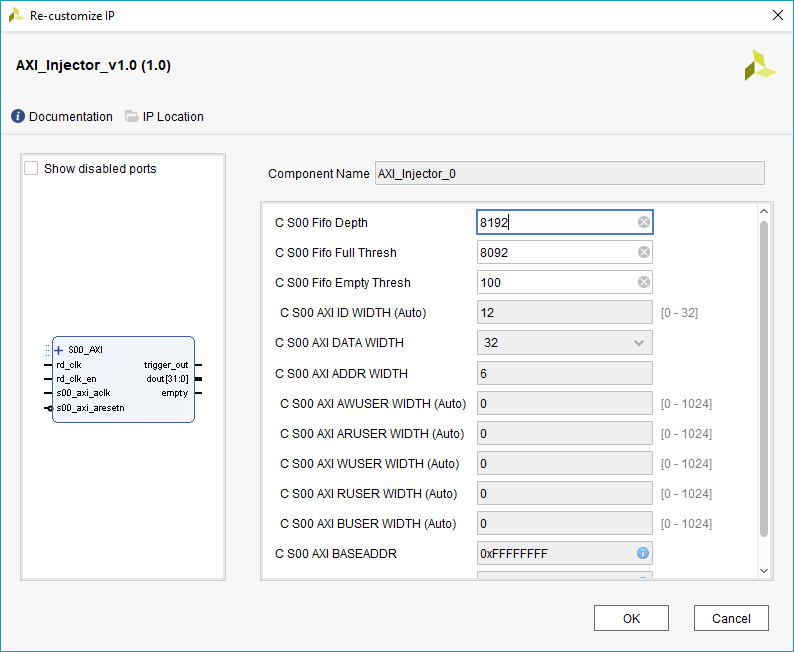 Re-customize IP
AXI_Injector_v1.0 (1.0)
Documentation IP Location
Show disabled ports
S00_AXI
rd_clk trigger_out
rd_clk_en dout[31:0]
s00_axi_aclk empty
s00_axi_aresetn
Component Name AXI_Injector_0
C S00 Fifo Depth 8192
C S00 Fifo Full Thresh 8092
C S00 Fifo Empty Thresh 100
C S00 AXI ID WIDTH (Auto) 12 [0 - 32]
C S00 AXI DATA WIDTH 32
C S00 AXI ADDR WIDTH 6
C S00 AXI AWUSER WIDTH (Auto) 0 [0 - 1024]
C S00 AXI ARUSER WIDTH (Auto) 0 [0 - 1024]
C S00 AXI WUSER WIDTH (Auto) 0 [0 - 1024]
C S00 AXI RUSER WIDTH (Auto) 0 [0 - 1024]
C S00 AXI BUSER WIDTH (Auto) 0 [0 - 1024]
C S00 AXI BASEADDR 0xFFFFFFFF
OK Cancel